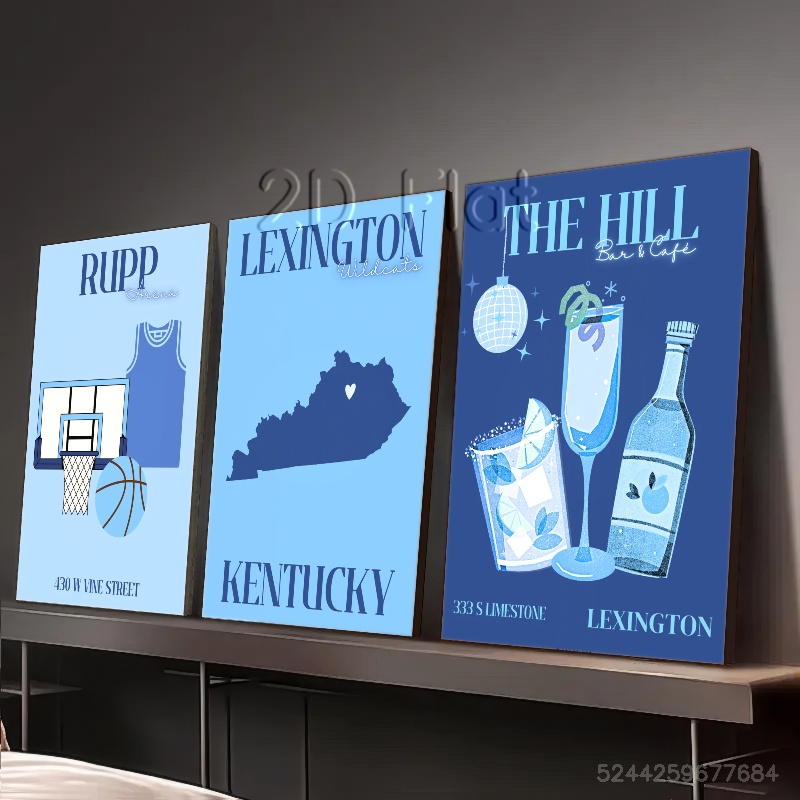 2D Flat
RUPP
Arena
430 W VINE STREET
LEXINGTON
Wildcats
KENTUCKY
THE HILL
Bar & Café
333 S LIMESTONE
LEXINGTON
5244259677684